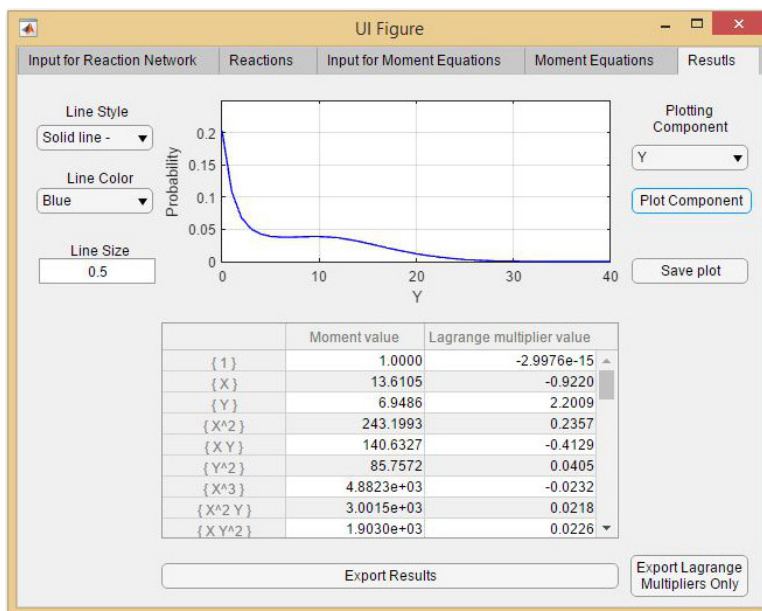 UI Figure
Input for Reaction Network
Reactions
Input for Moment Equations
Moment Equations
Resutls
Line Style
Solid line -
Line Color
Blue
Line Size
0.5
Probability
0.2
0.15
0.1
0.05
0
0 10 20 30 40
Y
Plotting
Component
Y
Plot Component
Save plot
Moment value Lagrange multiplier value
{ 1 } 1.0000 -2.9976e-15
{ X } 13.6105 -0.9220
{ Y } 6.9486 2.2009
{ X^2 } 243.1993 0.2357
{ X Y } 140.6327 -0.4129
{ Y^2 } 85.7572 0.0405
{ X^3 } 4.8823e+03 -0.0232
{ X^2 Y } 3.0015e+03 0.0218
{ X Y^2 } 1.9030e+03 0.0226
Export Results
Export Lagrange
Multipliers Only